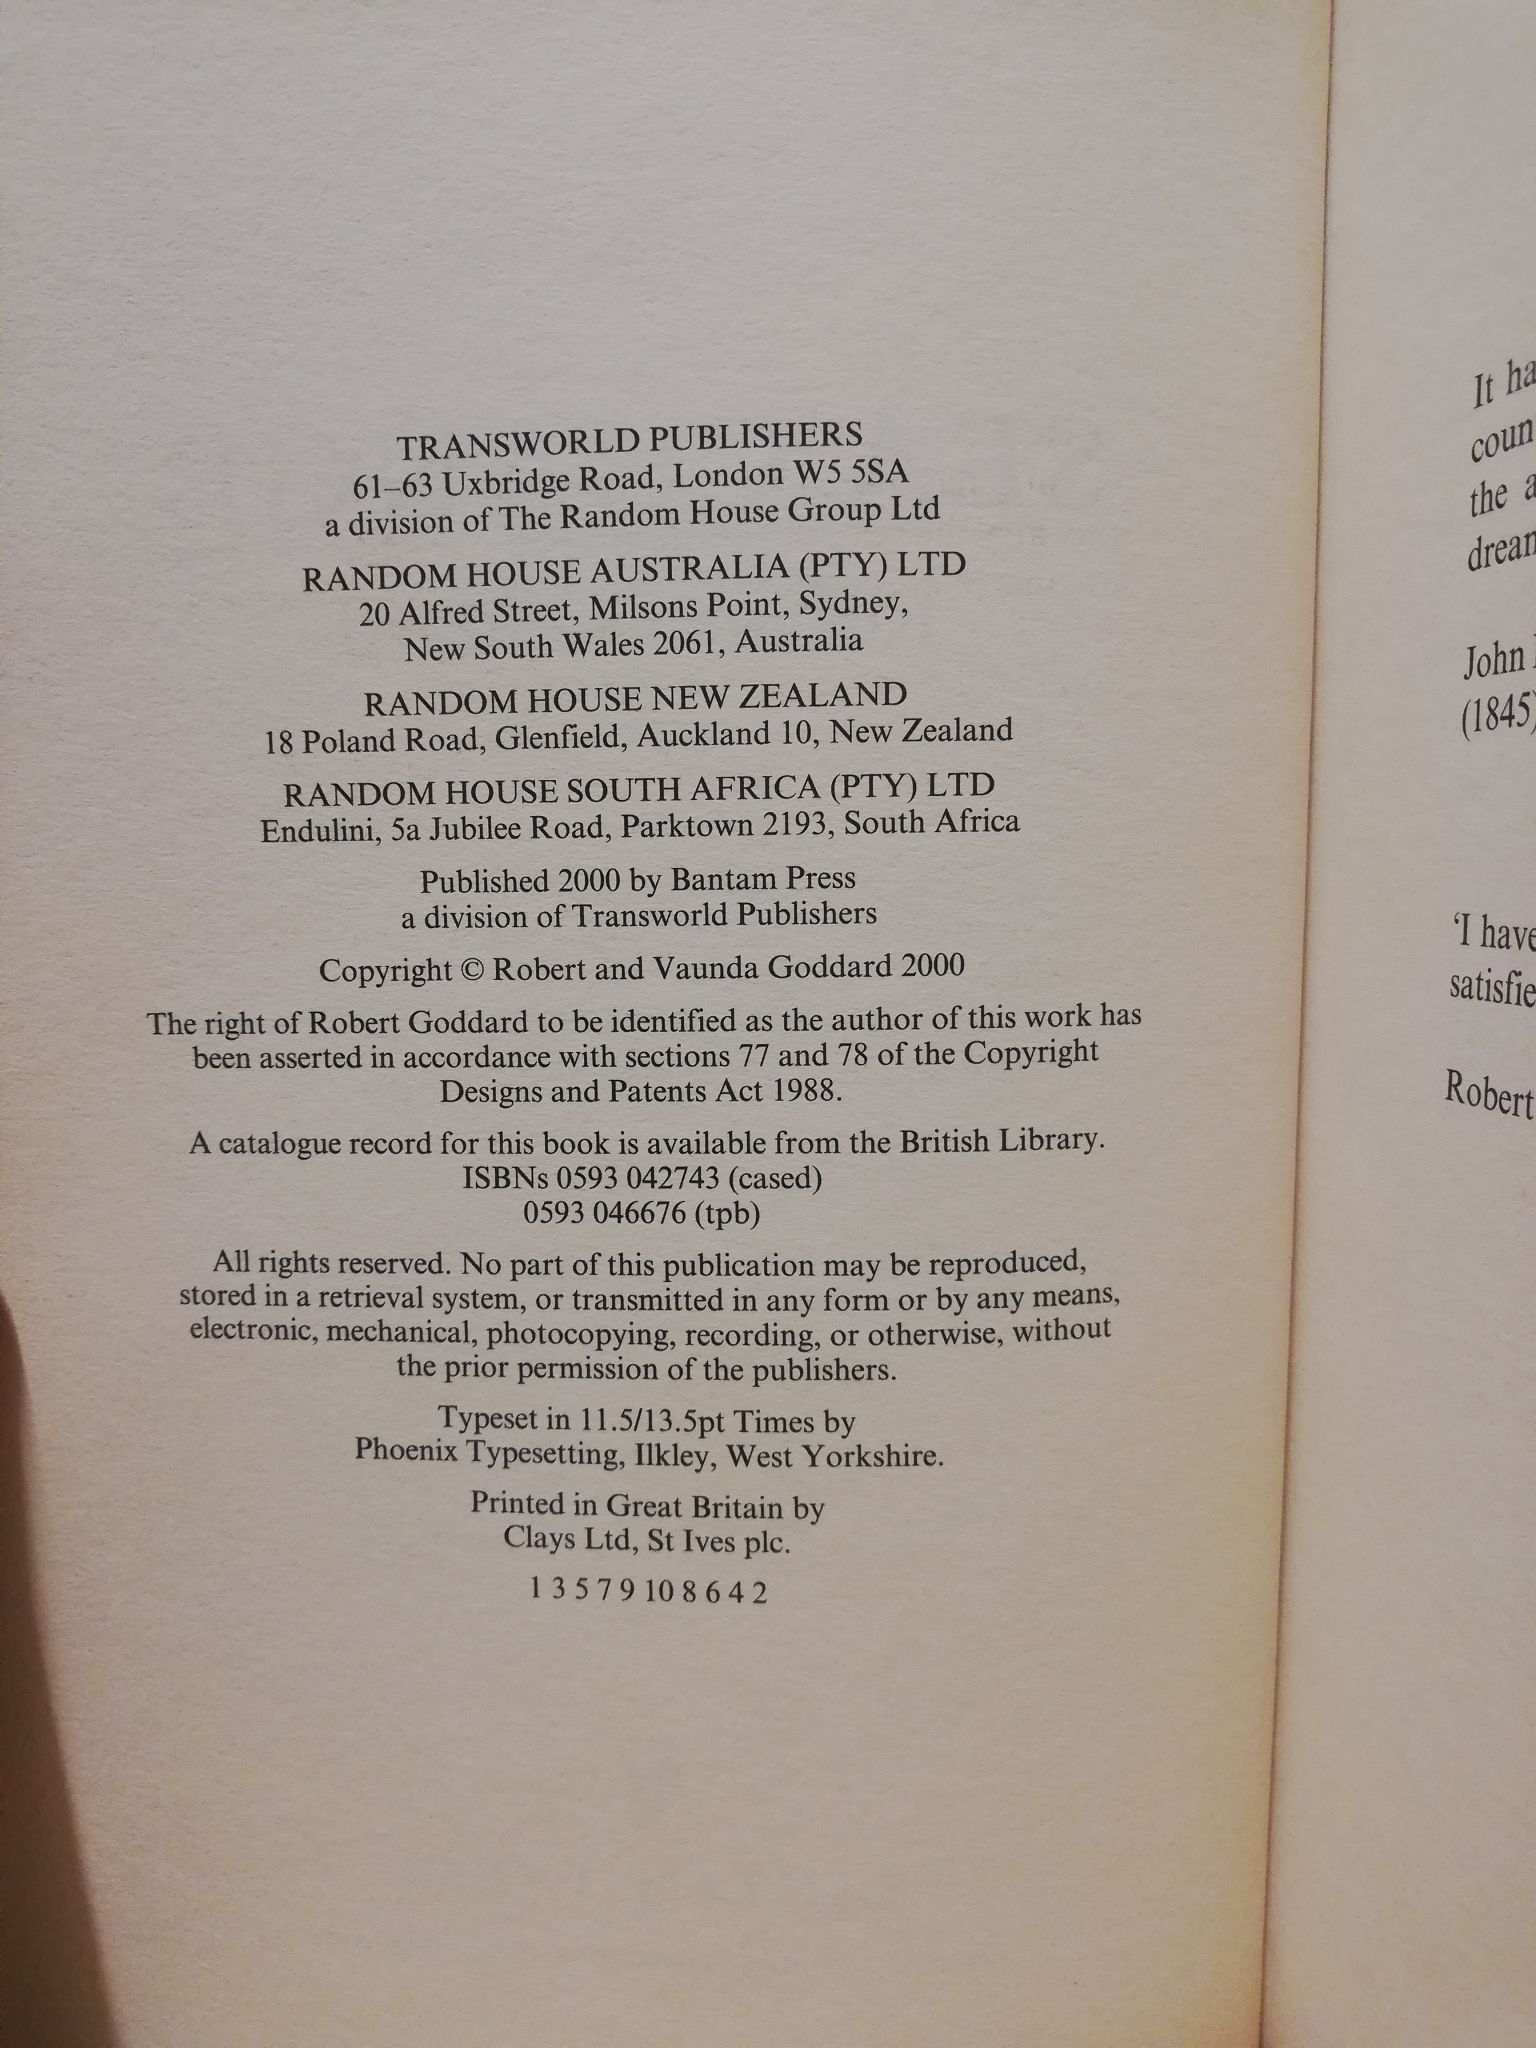 TRANSWORLD PUBLISHERS
61–63 Uxbridge Road, London W5 5SA
a division of The Random House Group Ltd
RANDOM HOUSE AUSTRALIA (PTY) LTD
20 Alfred Street, Milsons Point, Sydney,
New South Wales 2061, Australia
RANDOM HOUSE NEW ZEALAND
18 Poland Road, Glenfield, Auckland 10, New Zealand
RANDOM HOUSE SOUTH AFRICA (PTY) LTD
Endulini, 5a Jubilee Road, Parktown 2193, South Africa
Published 2000 by Bantam Press
a division of Transworld Publishers
Copyright © Robert and Vaunda Goddard 2000
The right of Robert Goddard to be identified as the author of this work has
been asserted in accordance with sections 77 and 78 of the Copyright
Designs and Patents Act 1988.
A catalogue record for this book is available from the British Library.
ISBNs 0593 042743 (cased)
0593 046676 (tpb)
All rights reserved. No part of this publication may be reproduced,
stored in a retrieval system, or transmitted in any form or by any means,
electronic, mechanical, photocopying, recording, or otherwise, without
the prior permission of the publishers.
Typeset in 11.5/13.5pt Times by
Phoenix Typesetting, Ilkley, West Yorkshire.
Printed in Great Britain by
Clays Ltd, St Ives plc.
1 3 5 7 9 10 8 6 4 2
It
the
John
(1845)
‘I have
Robert